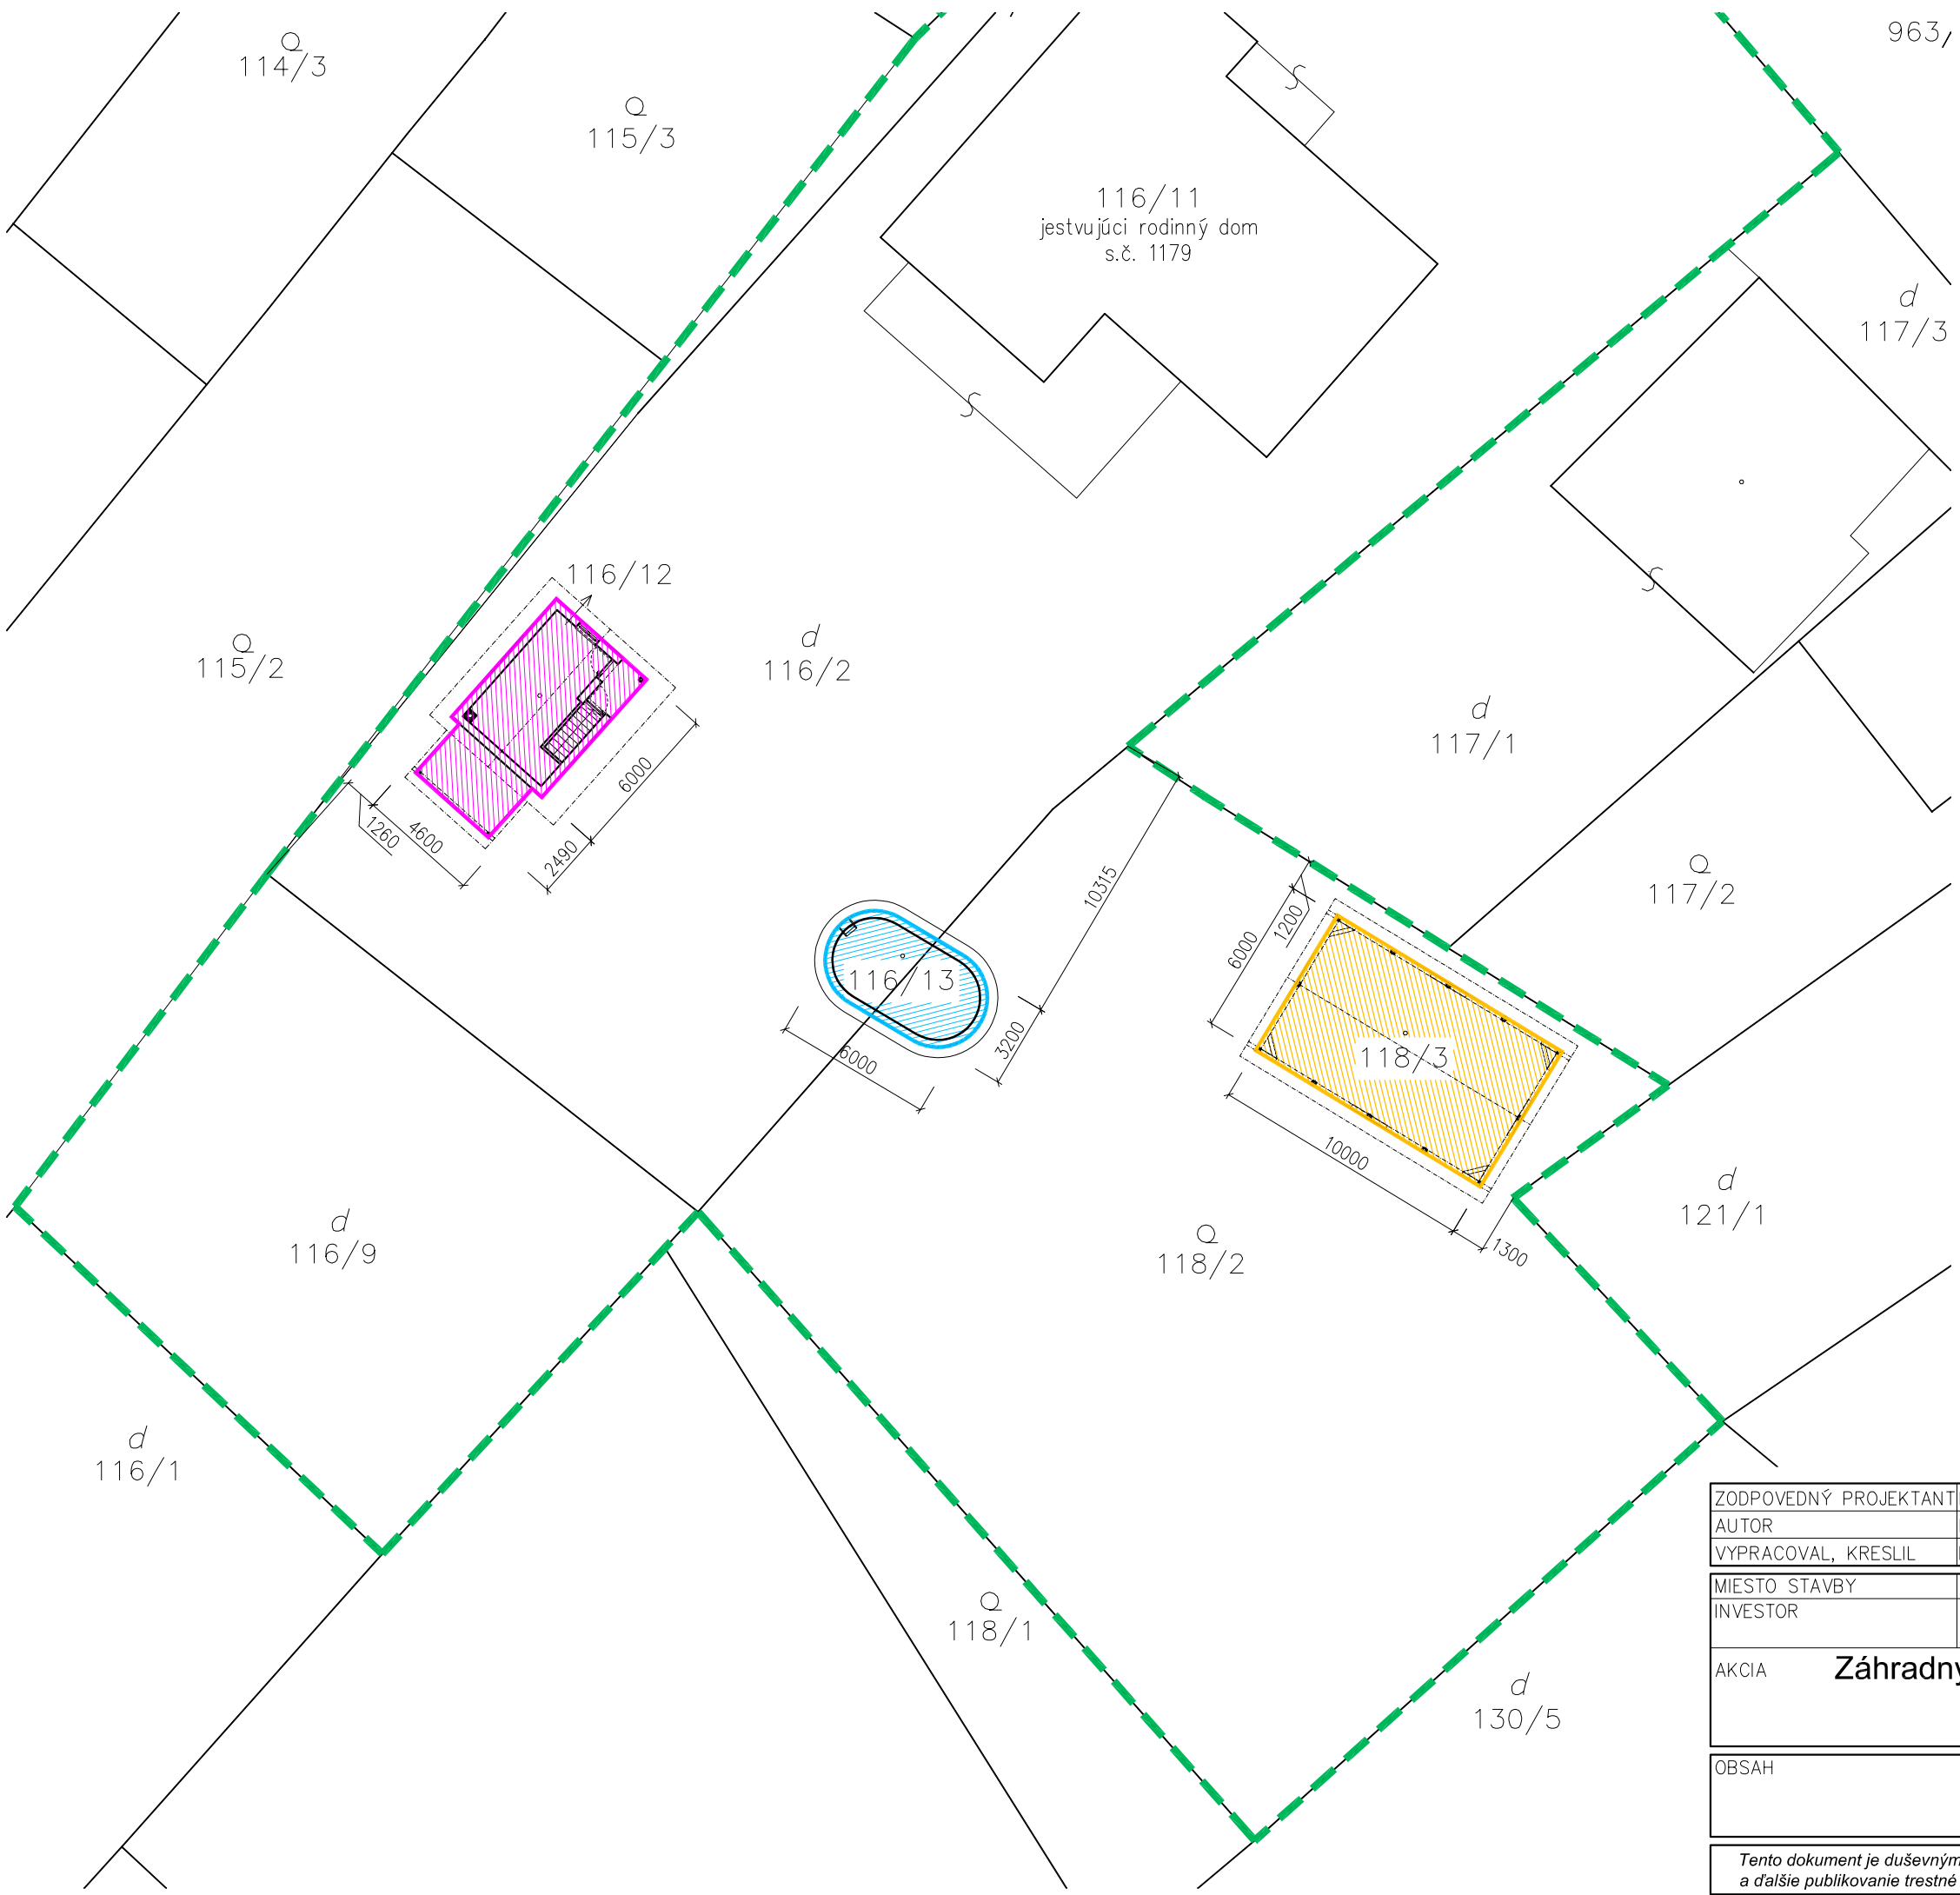 963/
Q
114/3
Q
115/3
116/11
jestvujúci rodinný dom
s.č. 1179
S
S
d
117/3
S
116/12
Q
115/2
d
116/2
d
117/1
6000
1260
4600
2490
Q
117/2
10315
1200
6000
116/13
6000
3200
118/3
10000
1300
d
121/1
d
116/9
Q
118/2
d
116/1
Q
118/1
d
130/5
ZODPOVEDNÝ PROJEKTANT
AUTOR
VYPRACOVAL, KRESLIL
MIESTO STAVBY
INVESTOR
AKCIA Záhradný
OBSAH
Tento dokument je duševným
a ďalšie publikovanie trestné